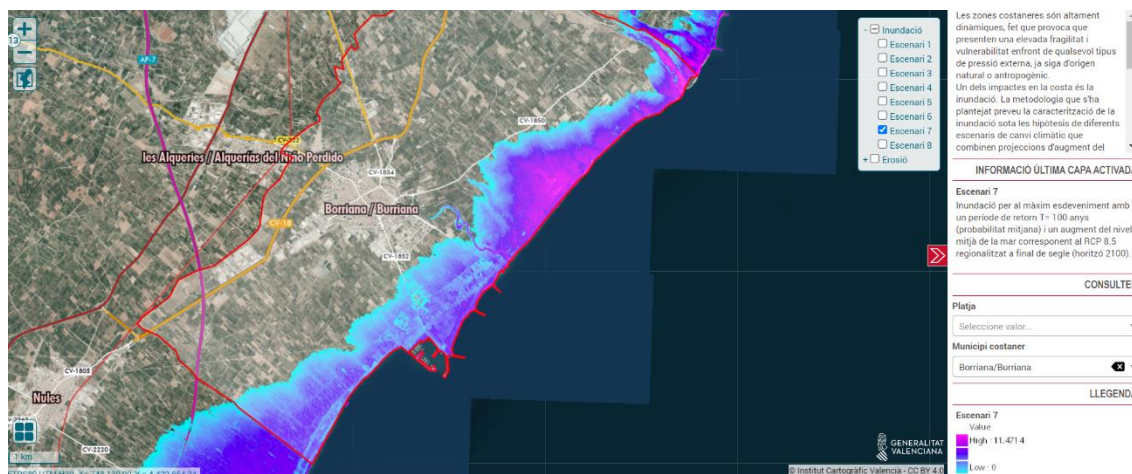 13
+
−
AP-7
CV-222
les Alqueries / Alquerías del Niño Perdido
CV-1850
CV-1854
Borriana / Burriana
CV-18
CV-1852
CV-1805
Nules
CV-2220
1 km
Inundació
Escenari 1
Escenari 2
Escenari 3
Escenari 4
Escenari 5
Escenari 6
Escenari 7
Escenari 8
Erosió
GENERALITAT
VALENCIANA
© Institut Cartogràfic Valencià - CC BY 4.0
Les zones costaneres són altament
dinàmiques, fet que provoca que
presenten una elevada fragilitat i
vulnerabilitat enfront de qualsevol tipus
de pressió externa, ja siga d'origen
natural o antropogènic.
Un dels impactes en la costa és la
inundació. La metodologia que s'ha
plantejat preveu la caracterització de la
inundació sota les hipòtesis de diferents
escenaris de canvi climàtic que
combinen projeccions d'augment del
INFORMACIÓ ÚLTIMA CAPA ACTIVADA
Escenari 7
Inundació per al màxim esdeveniment amb
un període de retorn T= 100 anys
(probabilitat mitjana) i un augment del nivell
mitjà de la mar corresponent al RCP 8.5
regionalitzat a final de segle (horitzó 2100).
CONSULTE
Platja
Seleccione valor...
Municipi costaner
Borriana/Burriana
LLEGENDA
Escenari 7
Value
High : 11.4714
Low : 0